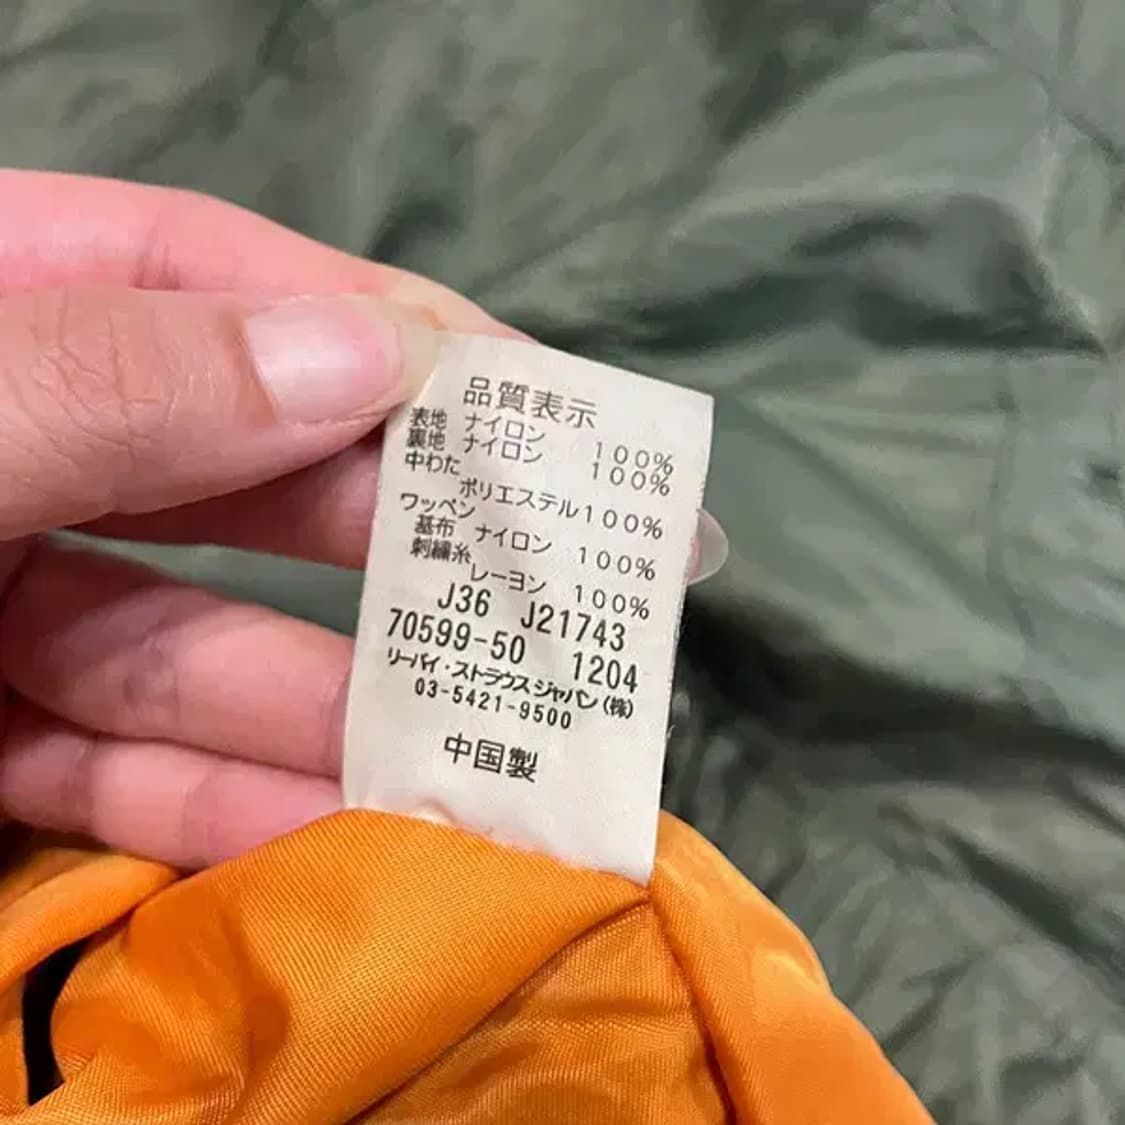 品質表示
表地 ナイロン 100%
裏地 ナイロン 100%
中わた
ポリエステル100%
ワッペン
基布 ナイロン 100%
刺繍糸
レーヨン 100%
J36 J21743
70599-50 1204
リーバイ・ストラウスジャパン(株)
03-5421-9500
中国製